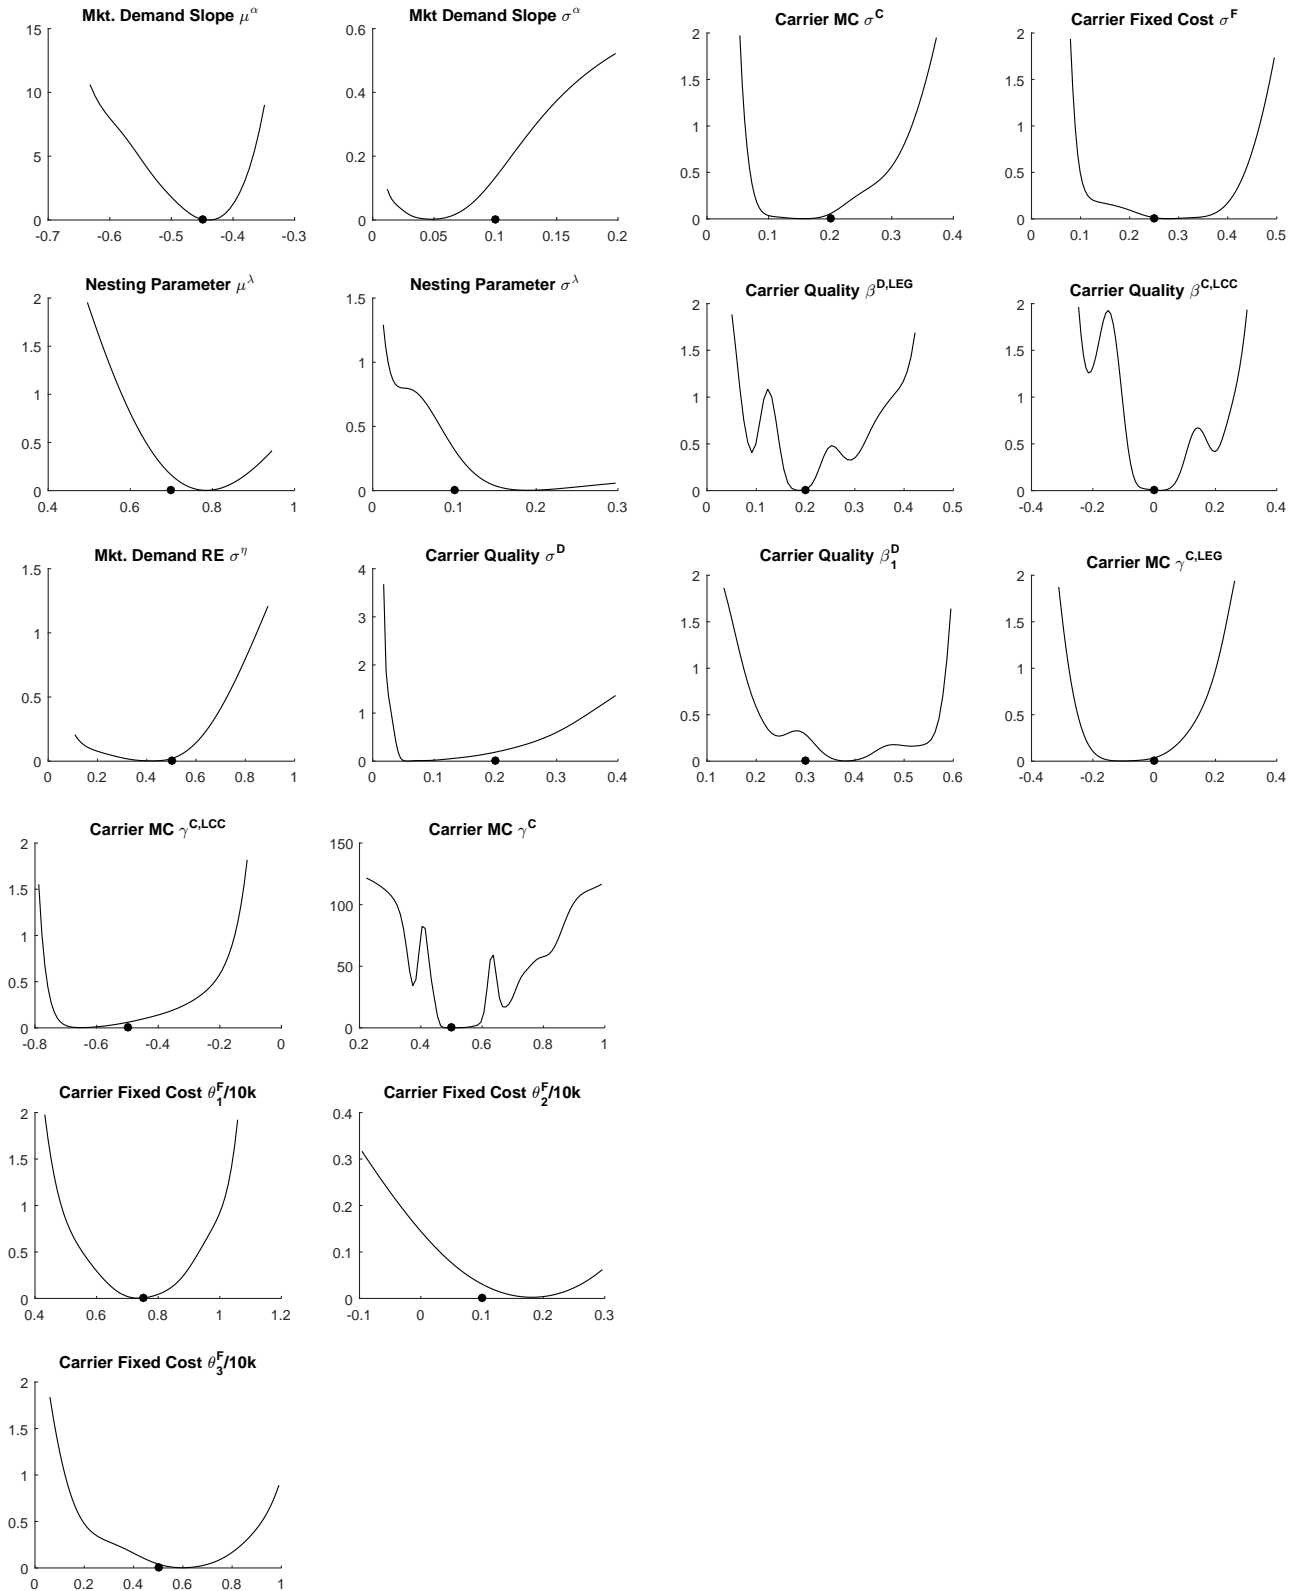 Mkt. Demand Slope μ^α
15
10
5
0
-0.7 -0.6 -0.5 -0.4 -0.3
Mkt Demand Slope σ^α
0.6
0.4
0.2
0
0 0.05 0.1 0.15 0.2
Carrier MC σ^C
2
1.5
1
0.5
0
0 0.1 0.2 0.3 0.4
Carrier Fixed Cost σ^F
2
1.5
1
0.5
0
0 0.1 0.2 0.3 0.4 0.5
Nesting Parameter μ^λ
2
1.5
1
0.5
0
0.4 0.6 0.8 1
Nesting Parameter σ^λ
1.5
1
0.5
0
0 0.1 0.2 0.3
Carrier Quality β^D,LEG
2
1.5
1
0.5
0
0 0.1 0.2 0.3 0.4 0.5
Carrier Quality β^C,LCC
2
1.5
1
0.5
0
-0.4 -0.2 0 0.2 0.4
Mkt. Demand RE σ^η
1.5
1
0.5
0
0 0.2 0.4 0.6 0.8 1
Carrier Quality σ^D
4
3
2
1
0
0 0.1 0.2 0.3 0.4
Carrier Quality β_1^D
2
1.5
1
0.5
0
0.1 0.2 0.3 0.4 0.5 0.6
Carrier MC γ^C,LEG
2
1.5
1
0.5
0
-0.4 -0.2 0 0.2 0.4
Carrier MC γ^C,LCC
2
1.5
1
0.5
0
-0.8 -0.6 -0.4 -0.2 0
Carrier MC γ^C
150
100
50
0
0.2 0.4 0.6 0.8 1
Carrier Fixed Cost θ_1^F/10k
2
1.5
1
0.5
0
0.4 0.6 0.8 1 1.2
Carrier Fixed Cost θ_2^F/10k
0.4
0.3
0.2
0.1
0
-0.1 0 0.1 0.2 0.3
Carrier Fixed Cost θ_3^F/10k
2
1.5
1
0.5
0
0 0.2 0.4 0.6 0.8 1